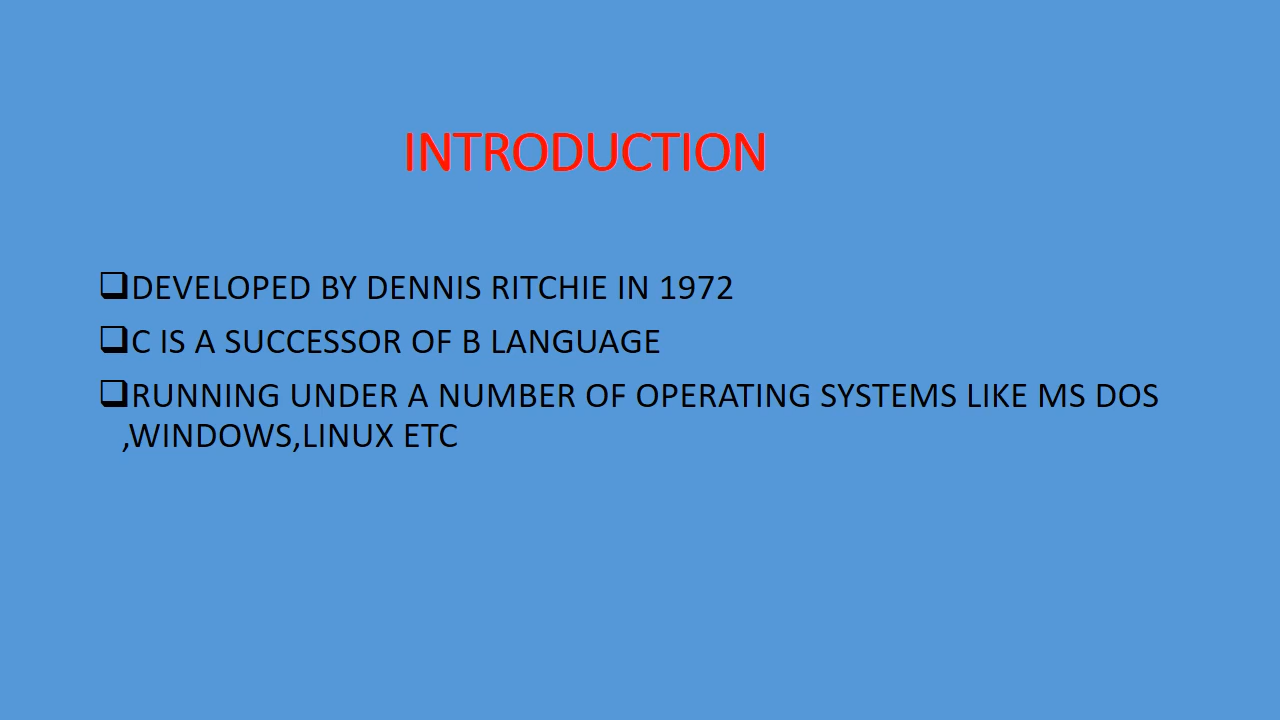 INTRODUCTION
❑DEVELOPED BY DENNIS RITCHIE IN 1972
❑C IS A SUCCESSOR OF B LANGUAGE
❑RUNNING UNDER A NUMBER OF OPERATING SYSTEMS LIKE MS DOS
,WINDOWS,LINUX ETC